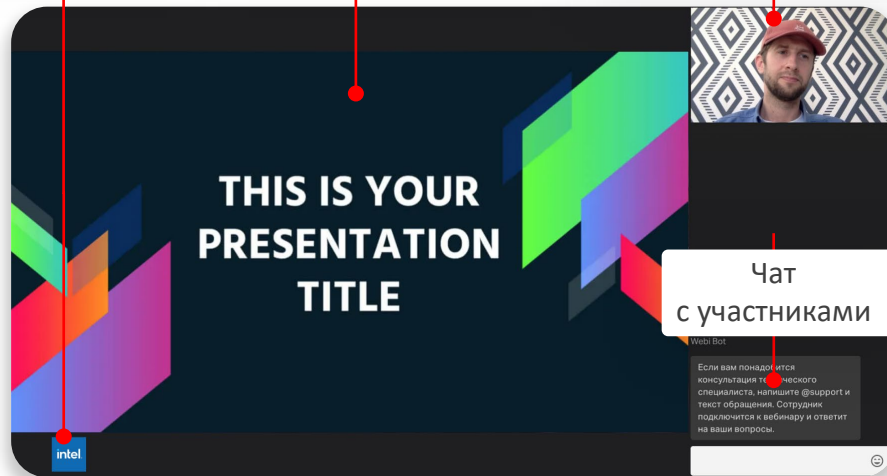 THIS IS YOUR
PRESENTATION
TITLE
Чат
с участниками
Webi Bot
Если вам понадобится
консультация технического
специалиста, напишите @support и
текст обращения. Сотрудник
подключится к вебинару и ответит
на ваши вопросы.
intel